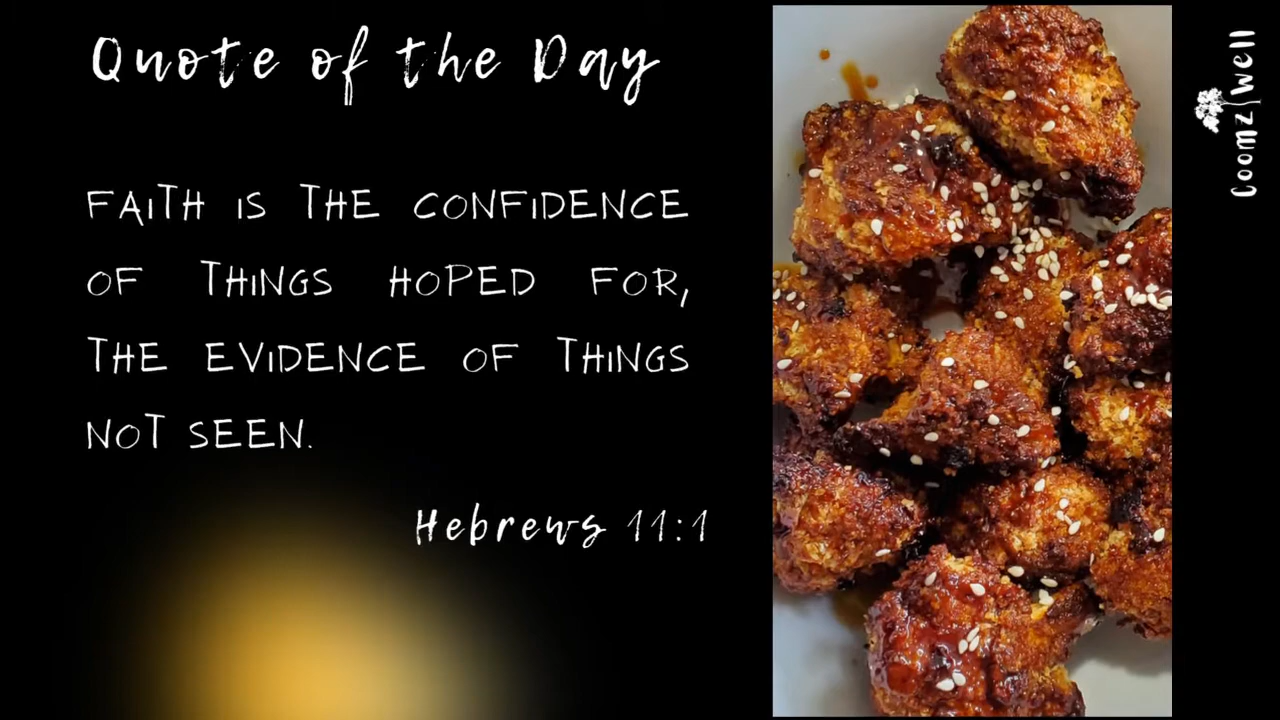 Quote of the Day
FAITH IS THE CONFIDENCE
OF THINGS HOPED FOR,
THE EVIDENCE OF THINGS
NOT SEEN.
Hebrews 11:1
Coomz Well